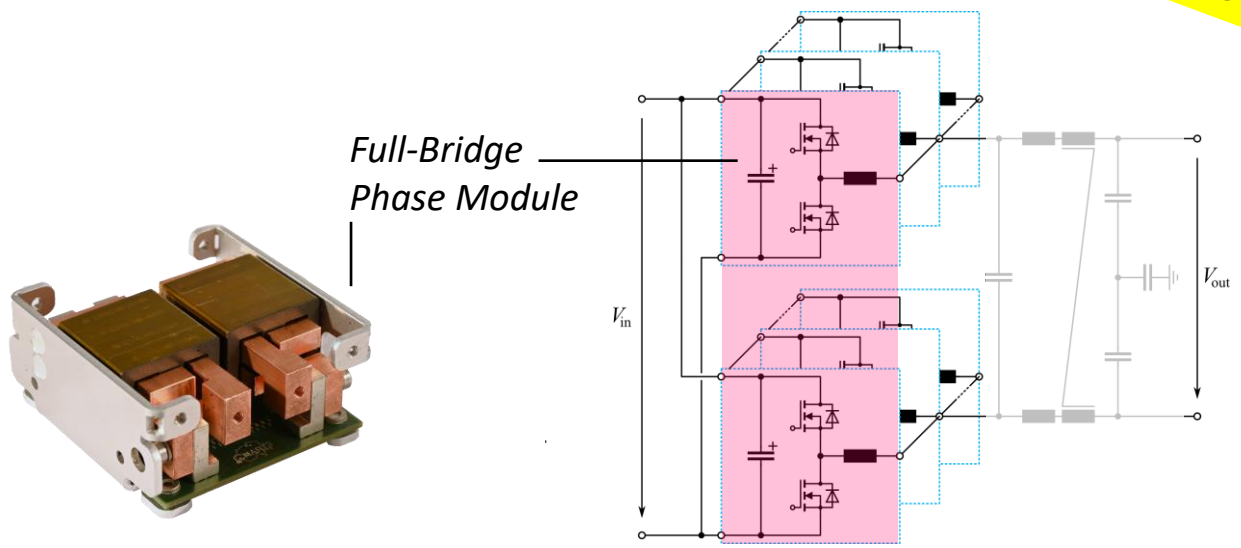 Full-Bridge
Phase Module
+
V_in
V_out
+